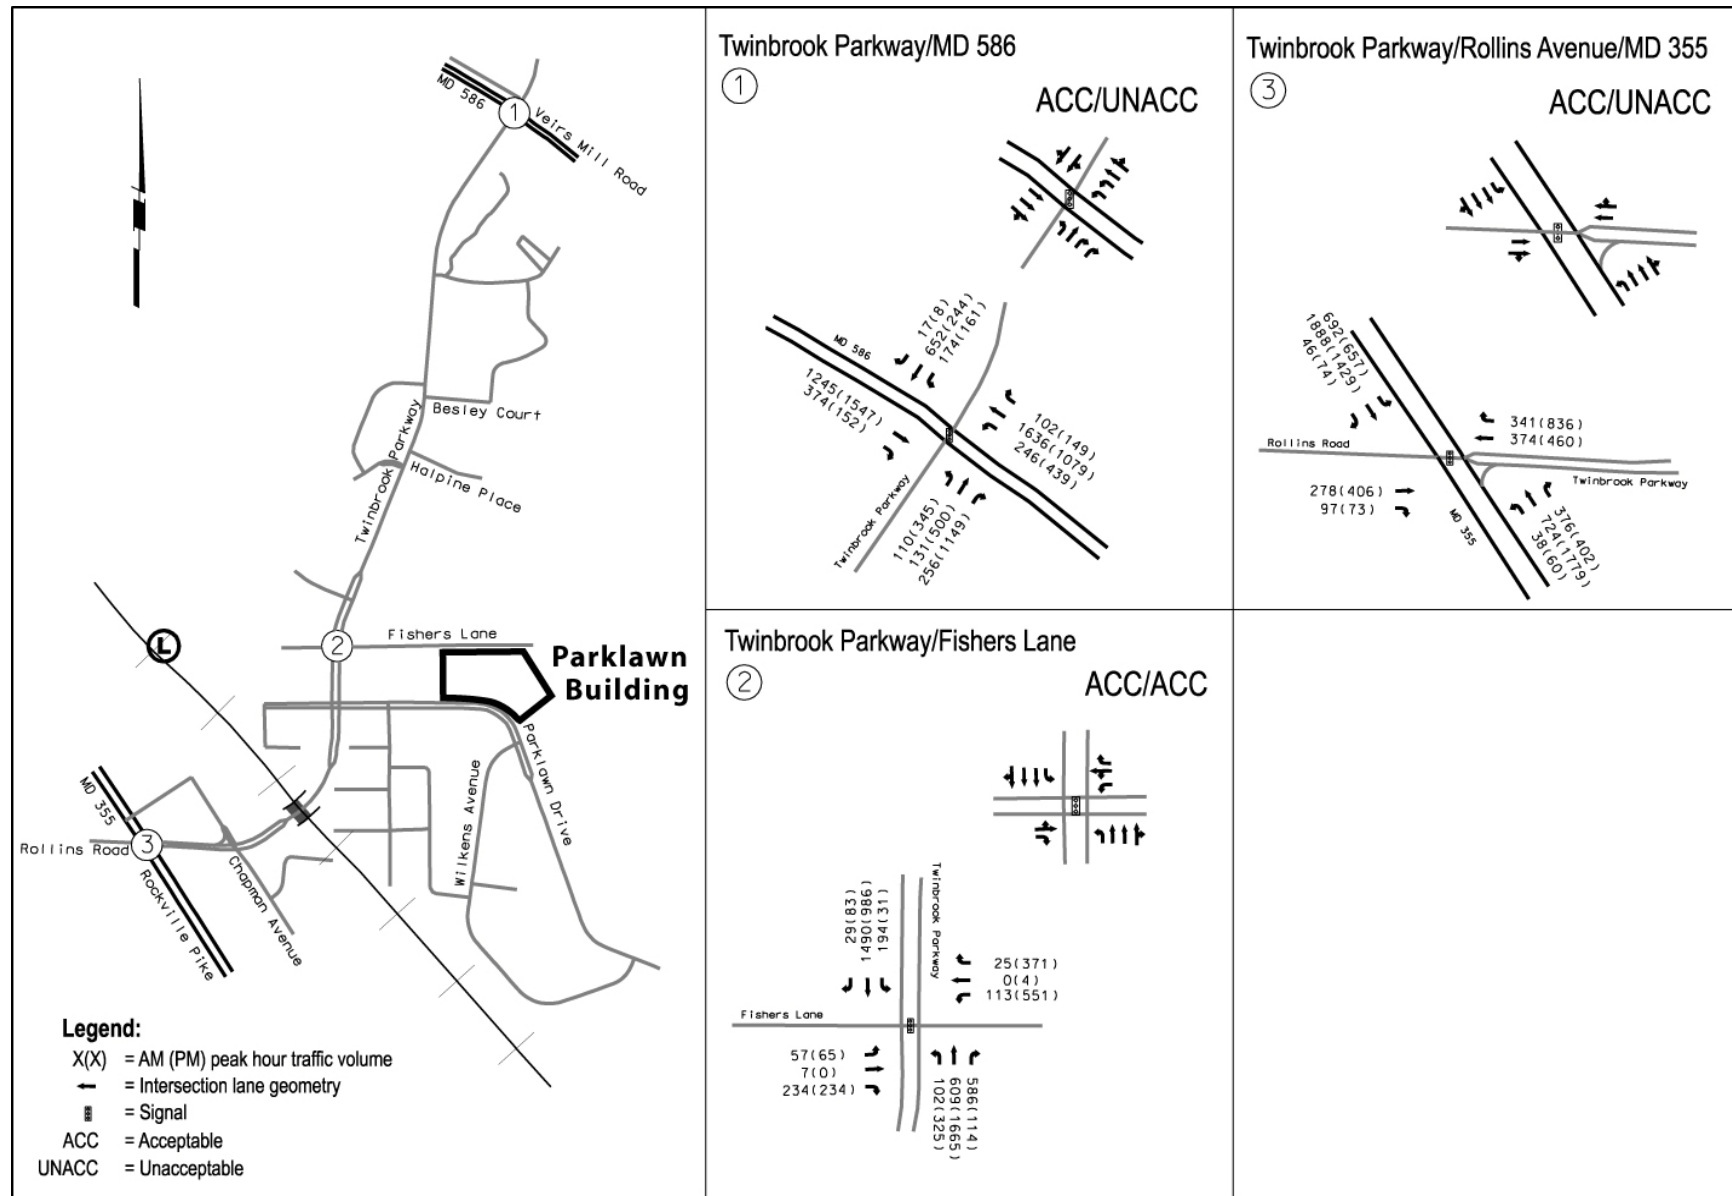 MD 586
1
Veirs Mill Road
Besley Court
Twinbrook Parkway
Halpine Place
L
2
Fishers Lane
Parklawn
Building
MD 355
3
Rollins Road
Rockville Pike
Chapman Avenue
Wilkens Avenue
Parklawn Drive
Legend:
X(X) = AM (PM) peak hour traffic volume
= Intersection lane geometry
= Signal
ACC = Acceptable
UNACC = Unacceptable
Twinbrook Parkway/MD 586
1
ACC/UNACC
17(8)
652(244)
174(161)
MD 586
1245(1547)
374(152)
102(149)
1636(1079)
246(439)
Twinbrook Parkway
110(345)
131(500)
256(1149)
Twinbrook Parkway/Rollins Avenue/MD 355
3
ACC/UNACC
692(657)
1888(1429)
46(74)
341(836)
374(460)
Rollins Road
Twinbrook Parkway
278(406)
97(73)
MD 355
376(402)
724(1779)
38(60)
Twinbrook Parkway/Fishers Lane
2
ACC/ACC
29(83)
1490(986)
194(31)
Twinbrook
Parkway
25(371)
0(4)
113(551)
Fishers Lane
57(65)
7(0)
234(234)
586(114)
609(1665)
102(325)